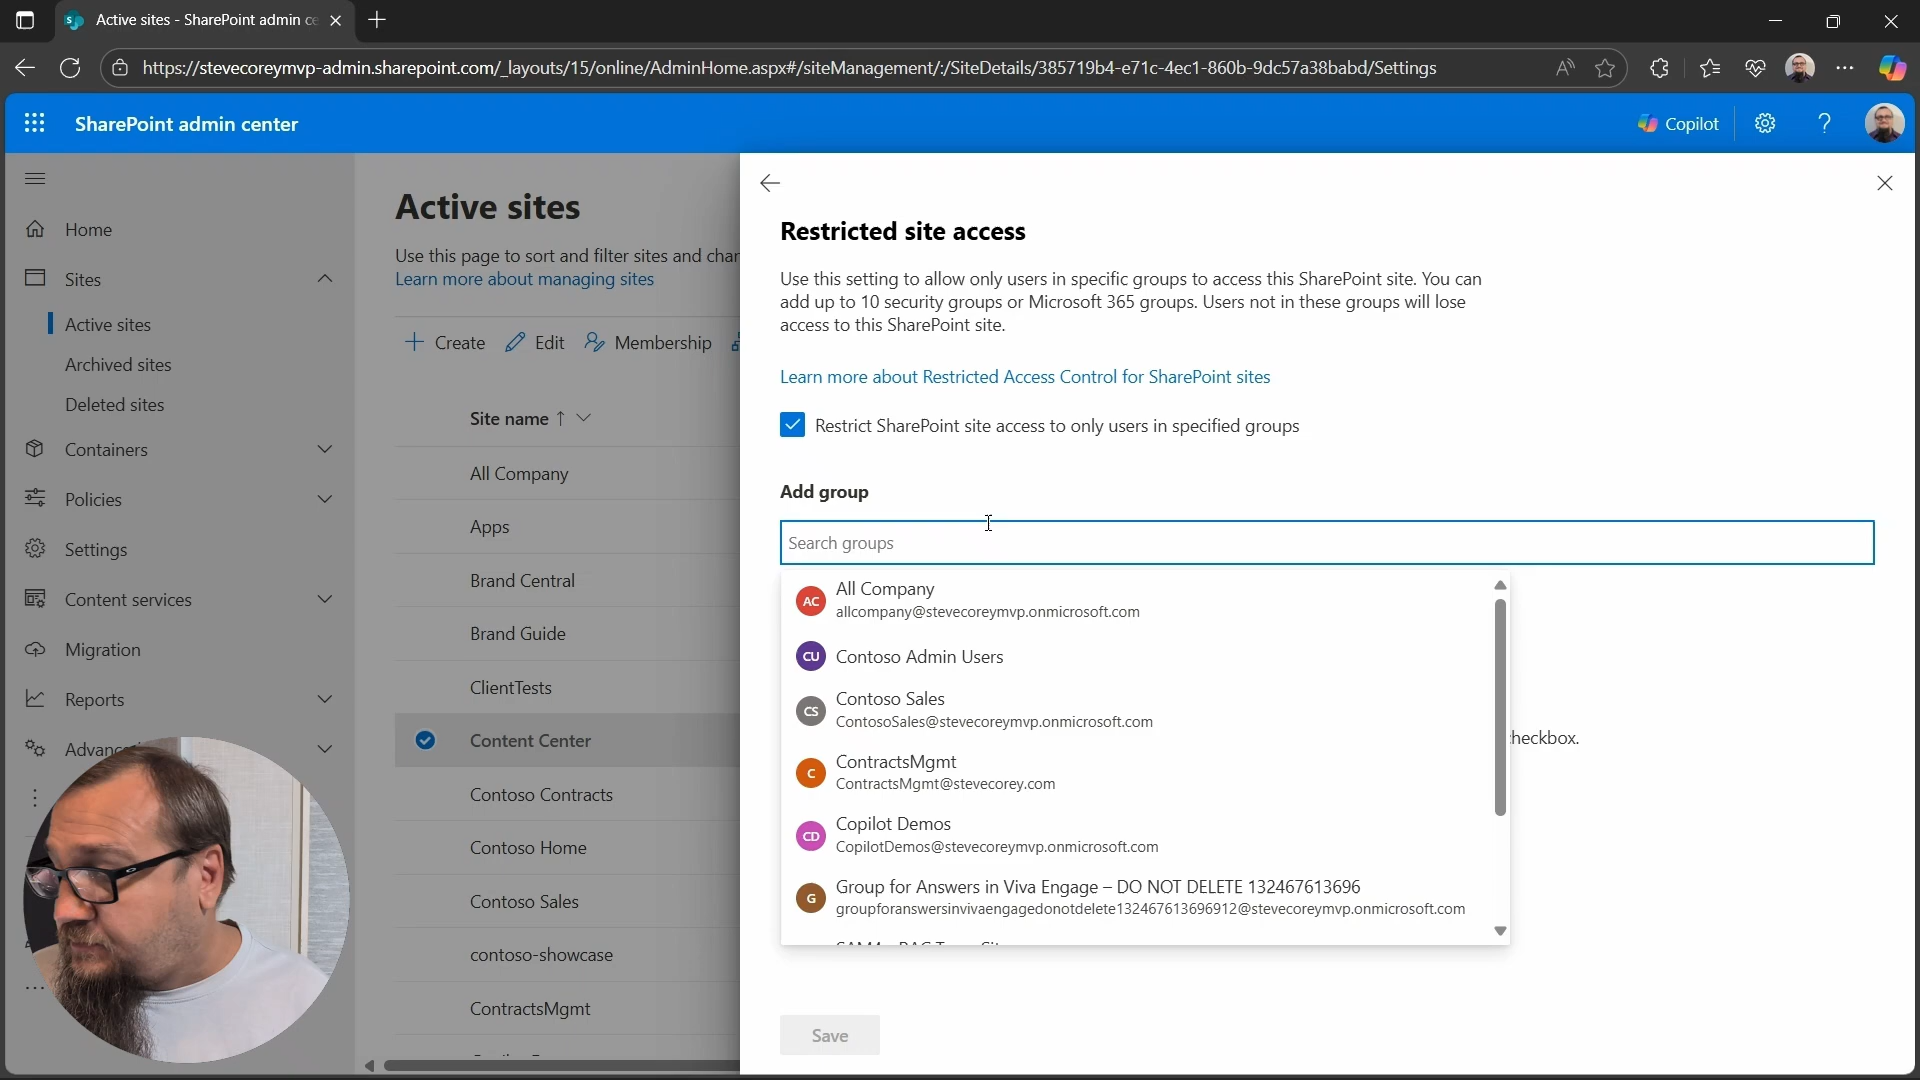 Active sites - SharePoint admin ce
https://stevecoreymvp-admin.sharepoint.com/_layouts/15/online/AdminHome.aspx#/siteManagement/:/SiteDetails/385719b4-e71c-4ec1-860b-9dc57a38babd/Settings
SharePoint admin center
Copilot
Home
Sites
Active sites
Archived sites
Deleted sites
Containers
Policies
Settings
Content services
Migration
Reports
Active sites
Use this page to sort and filter sites and
Learn more about managing sites
Create
Edit
Membership
Site name
All Company
Apps
Brand Central
Brand Guide
ClientTests
Content Center
Contoso Contracts
Contoso Home
Contoso Sales
contoso-showcase
ContractsMgmt
Restricted site access
Use this setting to allow only users in specific groups to access this SharePoint site. You can
add up to 10 security groups or Microsoft 365 groups. Users not in these groups will lose
access to this SharePoint site.
Learn more about Restricted Access Control for SharePoint sites
Restrict SharePoint site access to only users in specified groups
Add group
Search groups
AC
All Company
allcompany@stevecoreymvp.onmicrosoft.com
CU
Contoso Admin Users
CS
Contoso Sales
ContosoSales@stevecoreymvp.onmicrosoft.com
C
ContractsMgmt
ContractsMgmt@stevecorey.com
CD
Copilot Demos
CopilotDemos@stevecoreymvp.onmicrosoft.com
G
Group for Answers in Viva Engage – DO NOT DELETE 132467613696
groupforanswersinvivaengagedonotdelete132467613696912@stevecoreymvp.onmicrosoft.com
heckbox.
Save